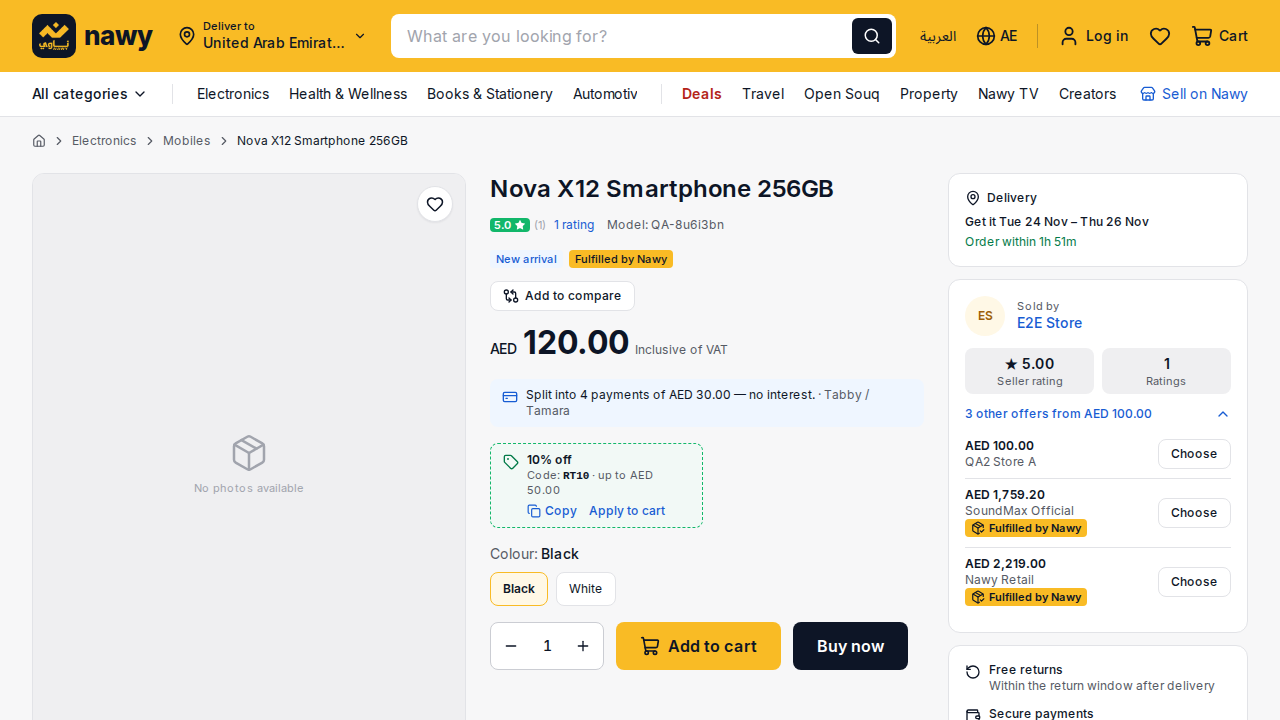 نـــاوي
NAWY
nawy
Deliver to
United Arab Emirat...
What are you looking for?
العربية
AE
Log in
Cart
All categories
Electronics
Health & Wellness
Books & Stationery
Automotiv
Deals
Travel
Open Souq
Property
Nawy TV
Creators
Sell on Nawy
Electronics
Mobiles
Nova X12 Smartphone 256GB
No photos available
Nova X12 Smartphone 256GB
5.0 ★ (1) 1 rating Model: QA-8u6l3bn
New arrival
Fulfilled by Nawy
Add to compare
AED 120.00 Inclusive of VAT
Split into 4 payments of AED 30.00 — no interest. · Tabby /
Tamara
10% off
Code: RT10 · up to AED
50.00
Copy Apply to cart
Colour: Black
Black
White
− 1 +
Add to cart
Buy now
Delivery
Get it Tue 24 Nov – Thu 26 Nov
Order within 1h 51m
ES
Sold by
E2E Store
★ 5.00
Seller rating
1
Ratings
3 other offers from AED 100.00
AED 100.00
QA2 Store A
Choose
AED 1,759.20
SoundMax Official
Fulfilled by Nawy
Choose
AED 2,219.00
Nawy Retail
Fulfilled by Nawy
Choose
Free returns
Within the return window after delivery
Secure payments